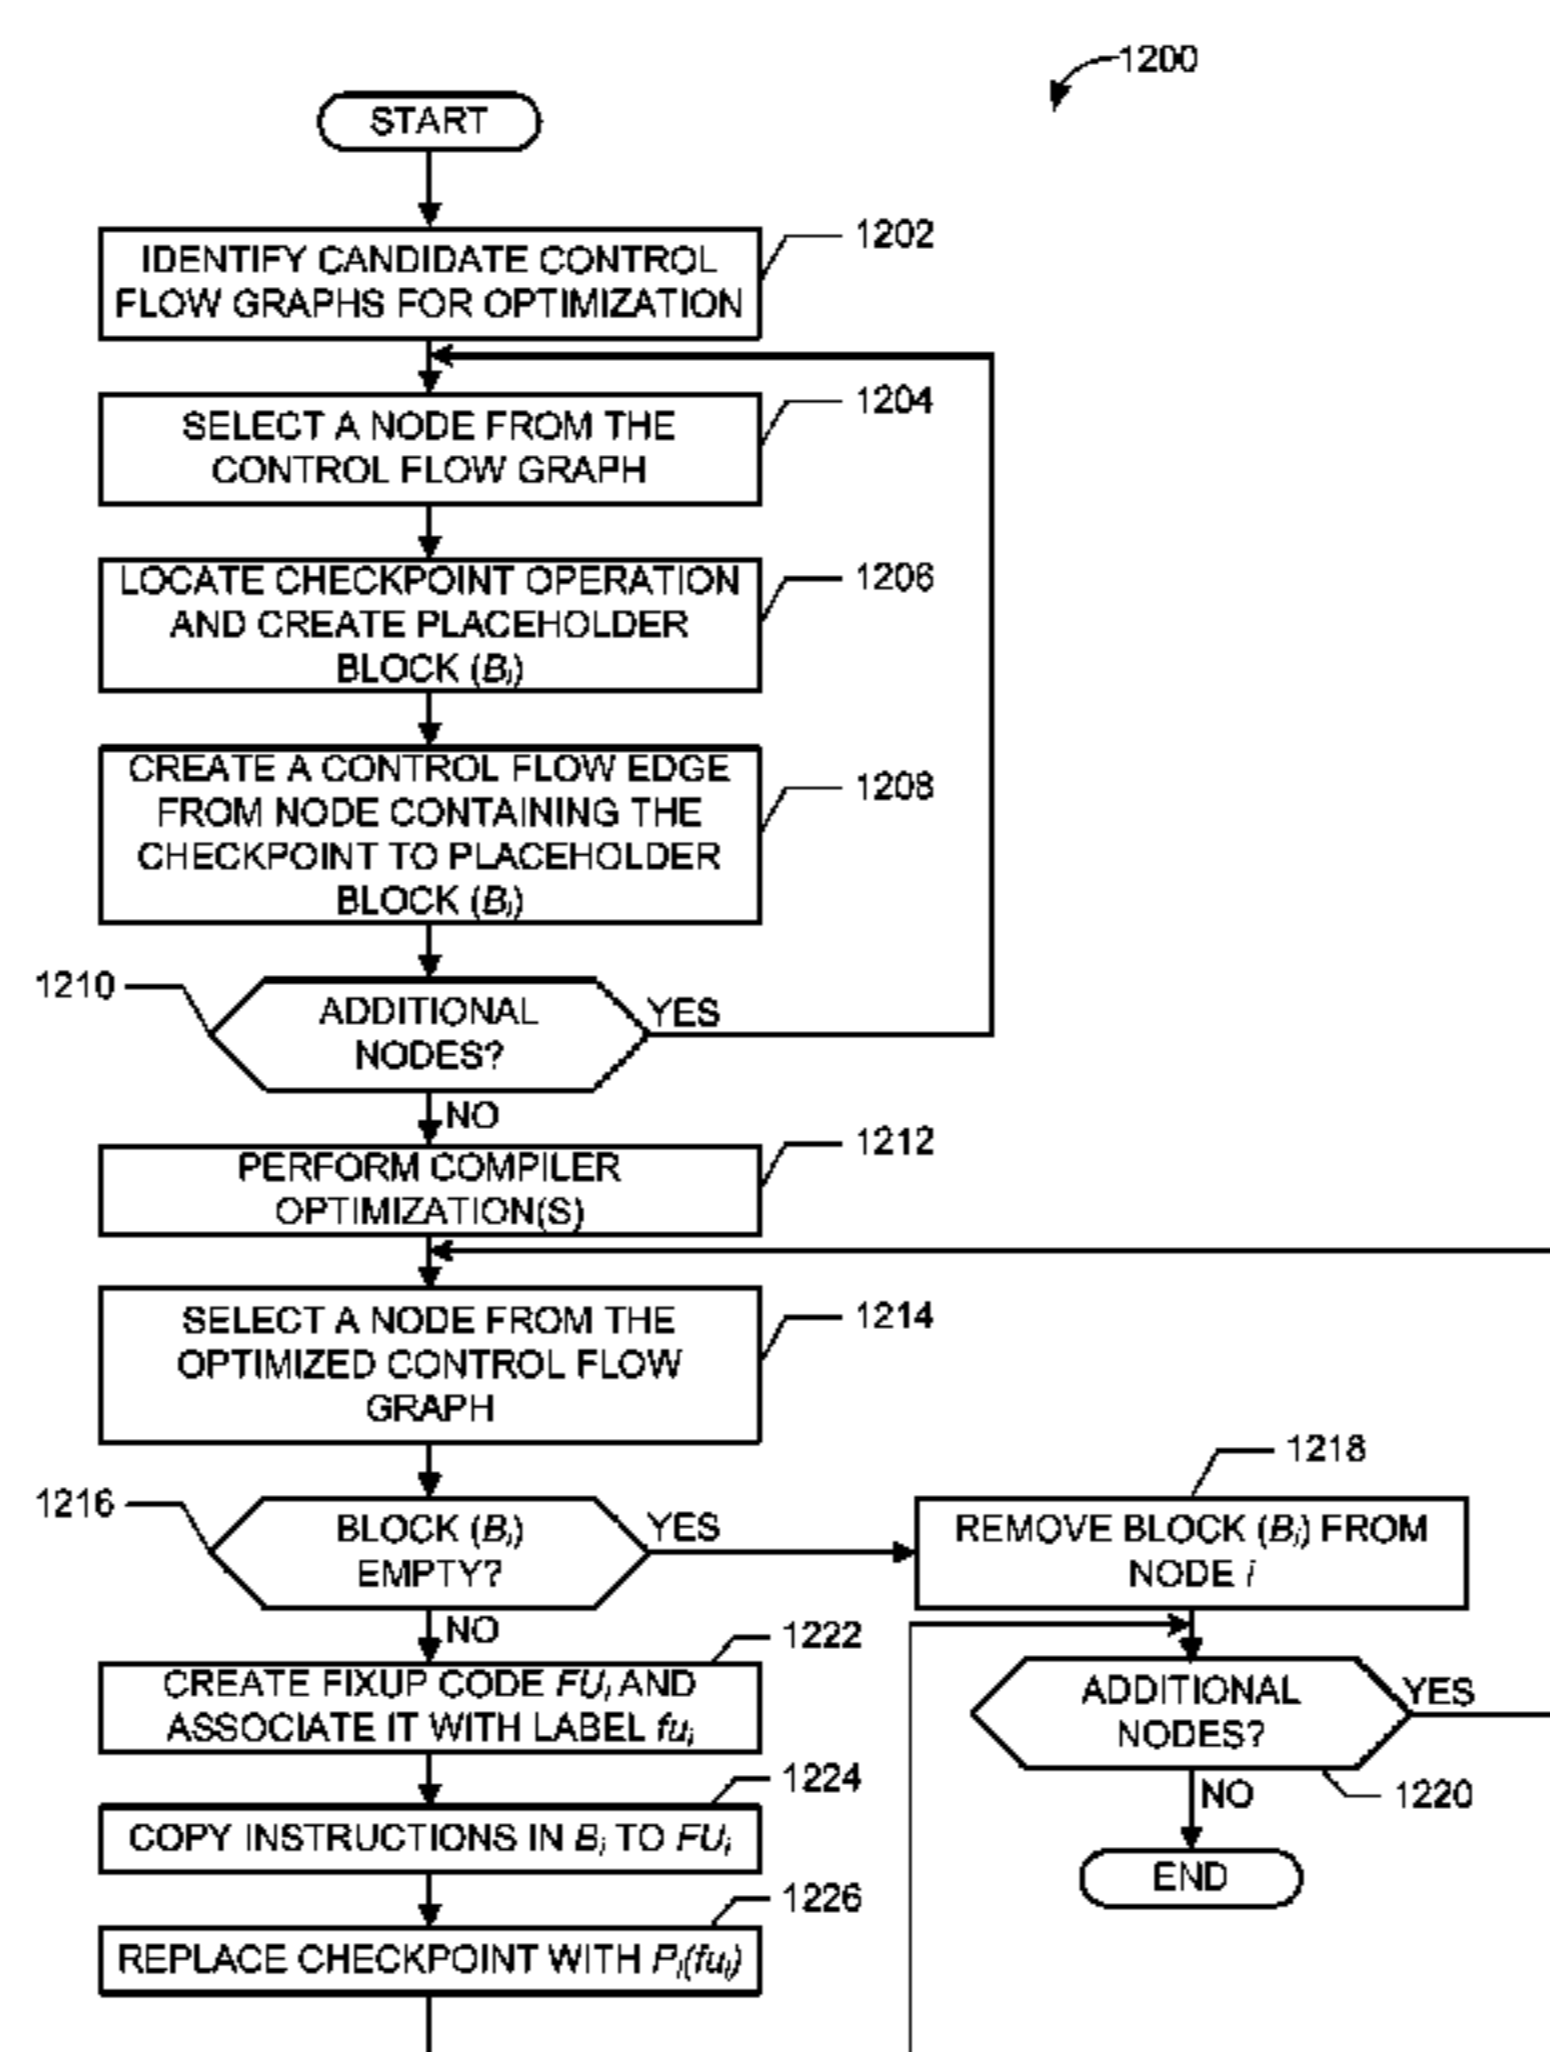 1200
START
1202
IDENTIFY CANDIDATE CONTROL
FLOW GRAPHS FOR OPTIMIZATION
1204
SELECT A NODE FROM THE
CONTROL FLOW GRAPH
1206
LOCATE CHECKPOINT OPERATION
AND CREATE PLACEHOLDER
BLOCK (Bi)
1208
CREATE A CONTROL FLOW EDGE
FROM NODE CONTAINING THE
CHECKPOINT TO PLACEHOLDER
BLOCK (Bi)
1210
ADDITIONAL
NODES?
YES
NO
1212
PERFORM COMPILER
OPTIMIZATION(S)
1214
SELECT A NODE FROM THE
OPTIMIZED CONTROL FLOW
GRAPH
1216
BLOCK (Bi)
EMPTY?
YES
NO
1218
REMOVE BLOCK (Bi) FROM
NODE i
1222
CREATE FIXUP CODE FUi AND
ASSOCIATE IT WITH LABEL fui
ADDITIONAL
NODES?
YES
NO
1220
END
1224
COPY INSTRUCTIONS IN Bi TO FUi
1226
REPLACE CHECKPOINT WITH Pi(fui)